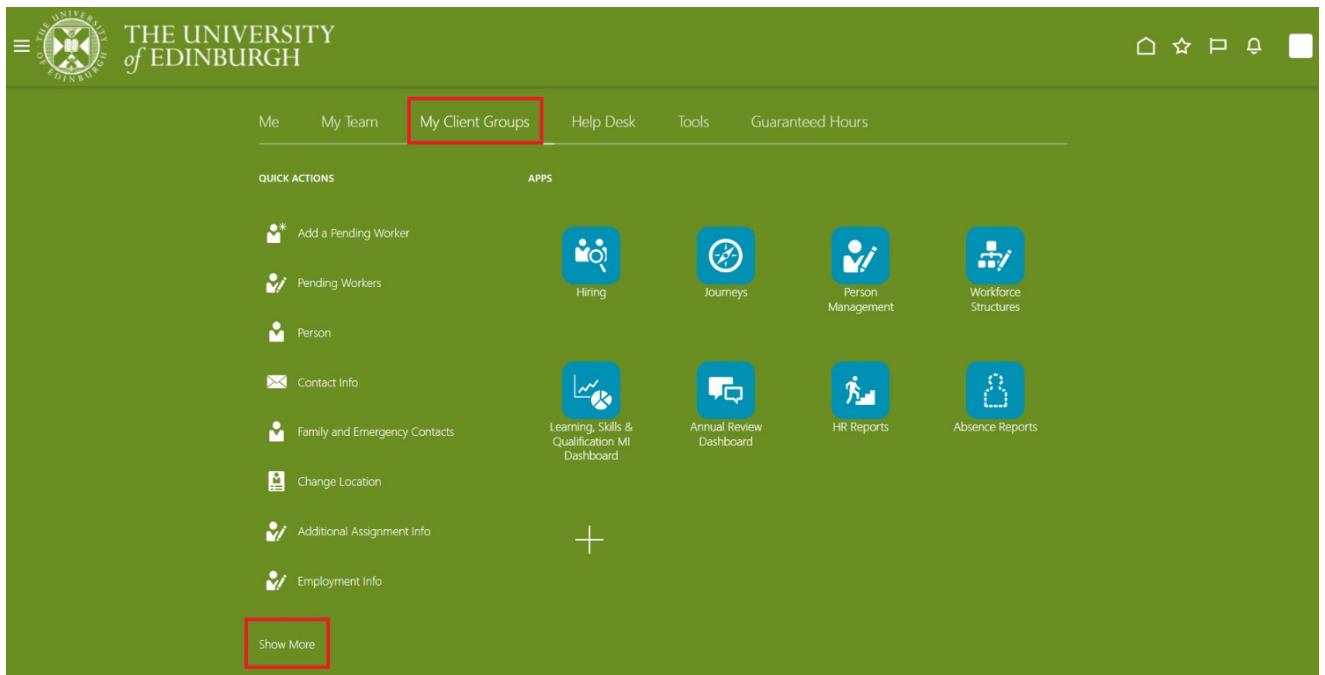 THE UNIVERSITY
of EDINBURGH
Me My Team My Client Groups Help Desk Tools Guaranteed Hours
QUICK ACTIONS
Add a Pending Worker
Pending Workers
Person
Contact Info
Family and Emergency Contacts
Change Location
Additional Assignment Info
Employment Info
Show More
APPS
Hiring
Journeys
Person
Management
Workforce
Structures
Learning, Skills &
Qualification MI
Dashboard
Annual Review
Dashboard
HR Reports
Absence Reports